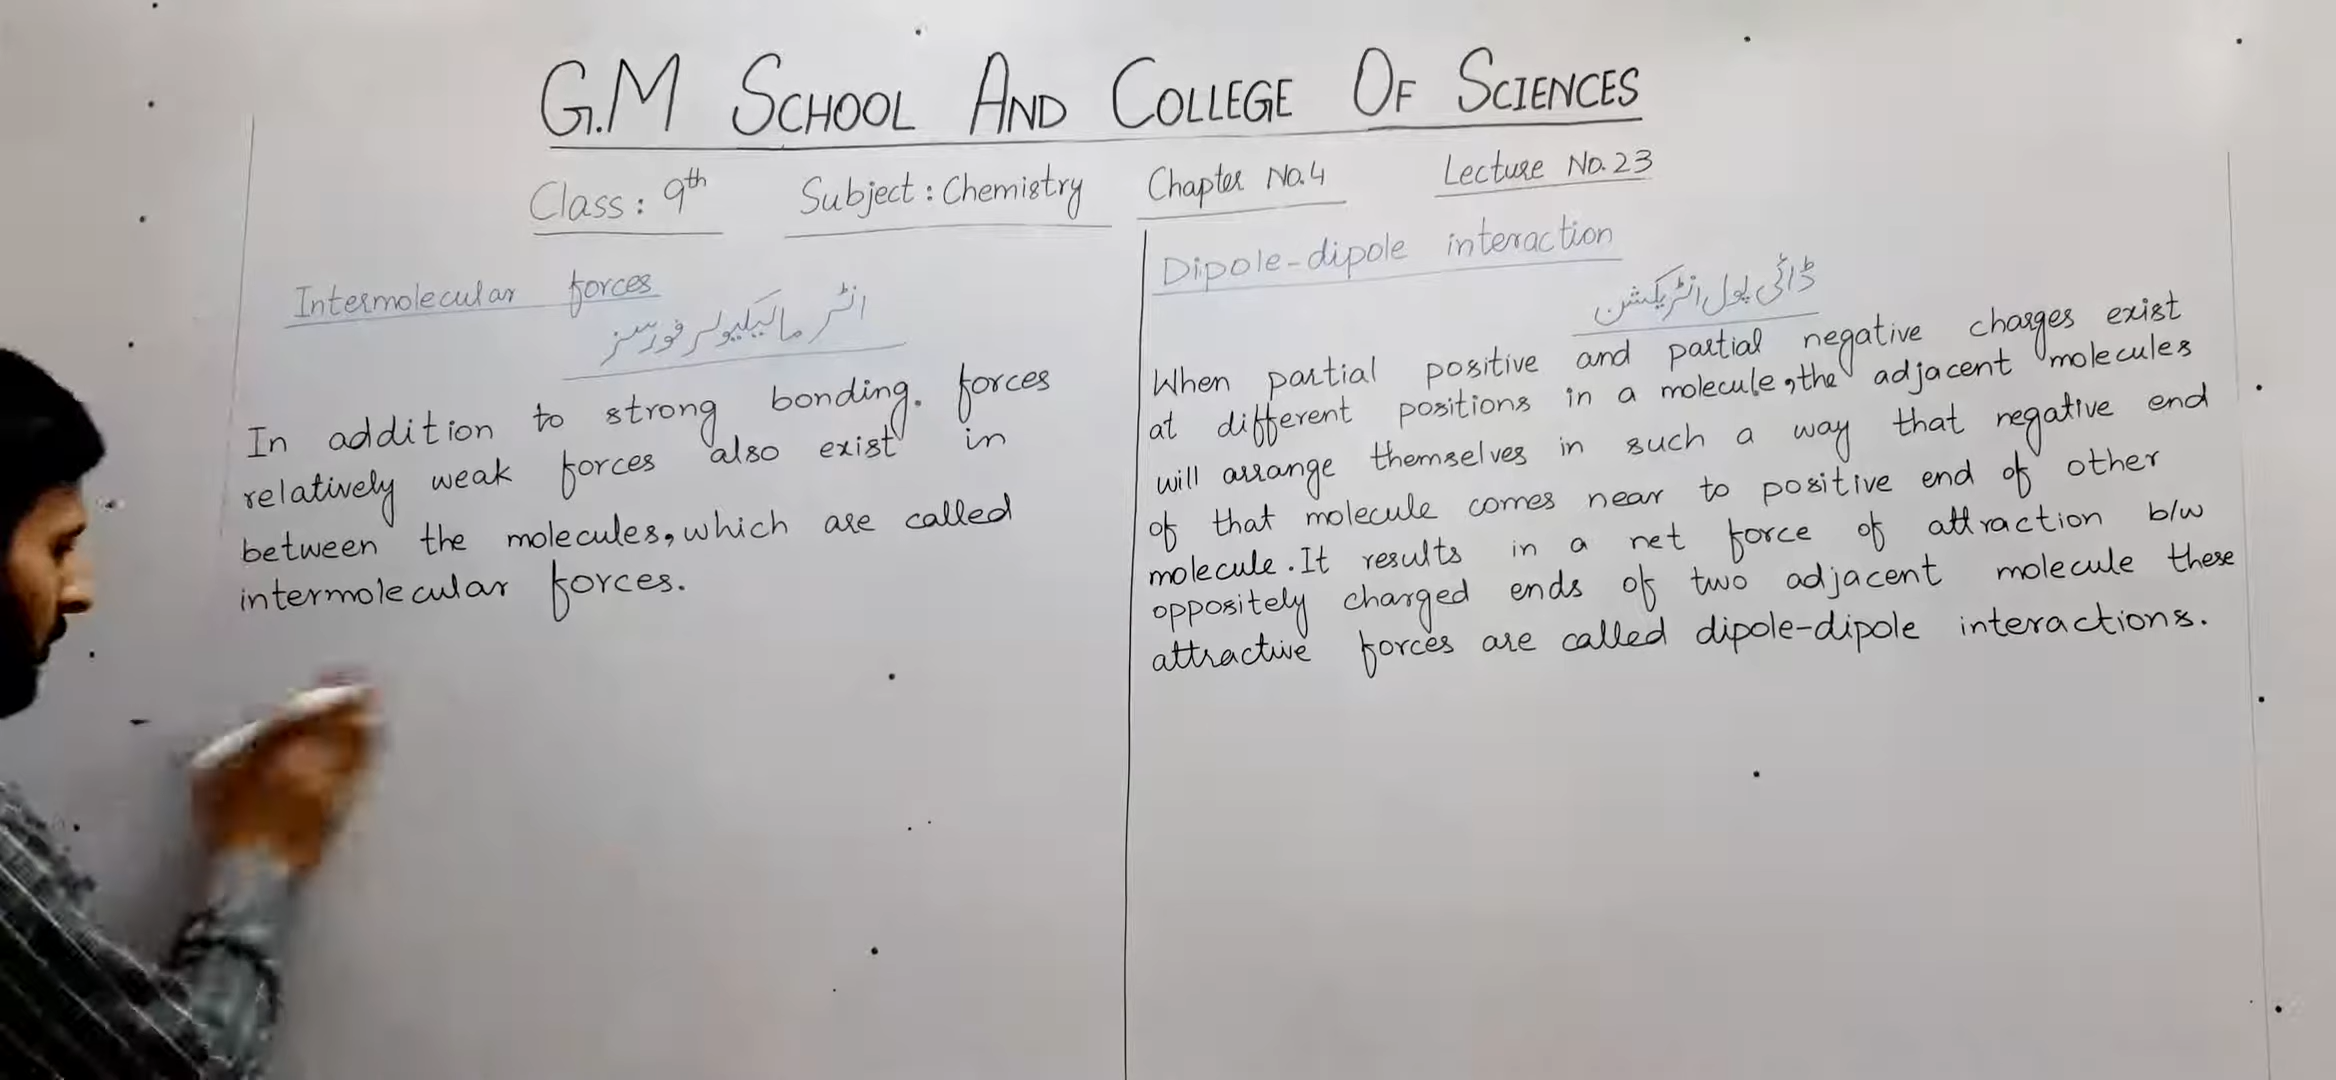 G.M SCHOOL AND COLLEGE OF SCIENCES
Class: 9th Subject: Chemistry Chapter No.4 Lecture No.23
Intermolecular forces
انٹر مالیکیولر فورسز
In addition to strong bonding. forces
relatively weak forces also exist in
between the molecules, which are called
intermolecular forces.
Dipole-dipole interaction
ڈائی پول انٹریکشن
When partial positive and partial negative charges exist
at different positions in a molecule, the adjacent molecules
will arrange themselves in such a way that negative end
of that molecule comes near to positive end of other
molecule. It results in a net force of attraction b/w
oppositely charged ends of two adjacent molecule these
attractive forces are called dipole-dipole interactions.